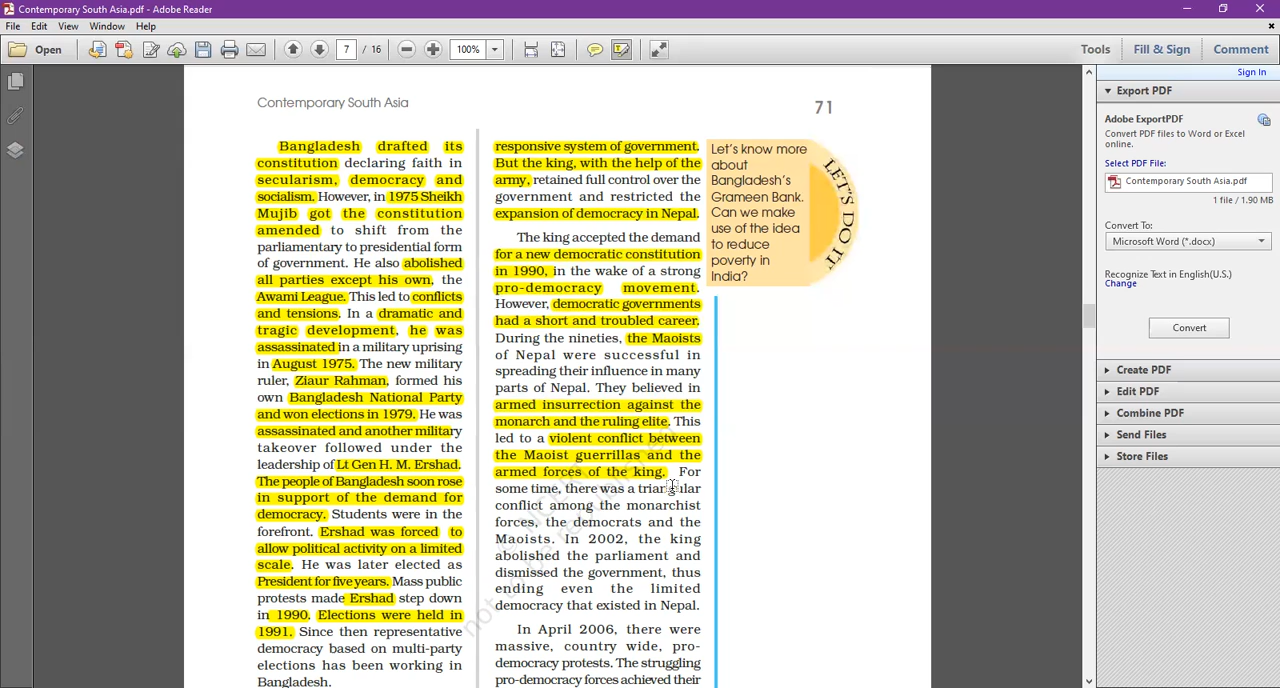 Contemporary South Asia.pdf - Adobe Reader
File Edit View Window Help
Open 7 / 16 100% Tools Fill & Sign Comment
Contemporary South Asia 71
Bangladesh drafted its
constitution declaring faith in
secularism, democracy and
socialism. However, in 1975 Sheikh
Mujib got the constitution
amended to shift from the
parliamentary to presidential form
of government. He also abolished
all parties except his own, the
Awami League. This led to conflicts
and tensions. In a dramatic and
tragic development, he was
assassinated in a military uprising
in August 1975. The new military
ruler, Ziaur Rahman, formed his
own Bangladesh National Party
and won elections in 1979. He was
assassinated and another military
takeover followed under the
leadership of Lt Gen H. M. Ershad.
The people of Bangladesh soon rose
in support of the demand for
democracy. Students were in the
forefront. Ershad was forced to
allow political activity on a limited
scale. He was later elected as
President for five years. Mass public
protests made Ershad step down
in 1990. Elections were held in
1991. Since then representative
democracy based on multi-party
elections has been working in
Bangladesh.
responsive system of government.
But the king, with the help of the
army, retained full control over the
government and restricted the
expansion of democracy in Nepal.
The king accepted the demand
for a new democratic constitution
in 1990, in the wake of a strong
pro-democracy movement.
However, democratic governments
had a short and troubled career.
During the nineties, the Maoists
of Nepal were successful in
spreading their influence in many
parts of Nepal. They believed in
armed insurrection against the
monarch and the ruling elite. This
led to a violent conflict between
the Maoist guerrillas and the
armed forces of the king. For
some time, there was a triangular
conflict among the monarchist
forces, the democrats and the
Maoists. In 2002, the king
abolished the parliament and
dismissed the government, thus
ending even the limited
democracy that existed in Nepal.
In April 2006, there were
massive, country wide, pro-
democracy protests. The struggling
pro-democracy forces achieved their
Let's know more
about
Bangladesh's
Grameen Bank.
Can we make
use of the idea
to reduce
poverty in
India?
LET'S DO IT
Sign In
Export PDF
Adobe ExportPDF
Convert PDF files to Word or Excel
online.
Select PDF File:
Contemporary South Asia.pdf
1 file / 1.90 MB
Convert To:
Microsoft Word (*.docx)
Recognize Text in English(U.S.)
Change
Convert
Create PDF
Edit PDF
Combine PDF
Send Files
Store Files